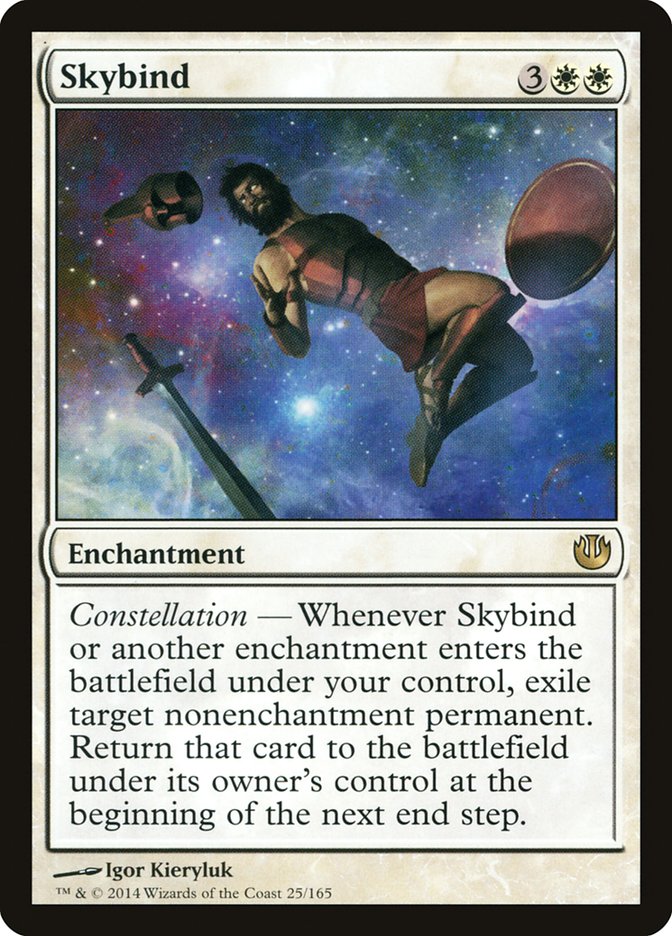 Skybind 3
Enchantment
Constellation — Whenever Skybind
or another enchantment enters the
battlefield under your control, exile
target nonenchantment permanent.
Return that card to the battlefield
under its owner's control at the
beginning of the next end step.
Igor Kieryluk
™ & © 2014 Wizards of the Coast 25/165